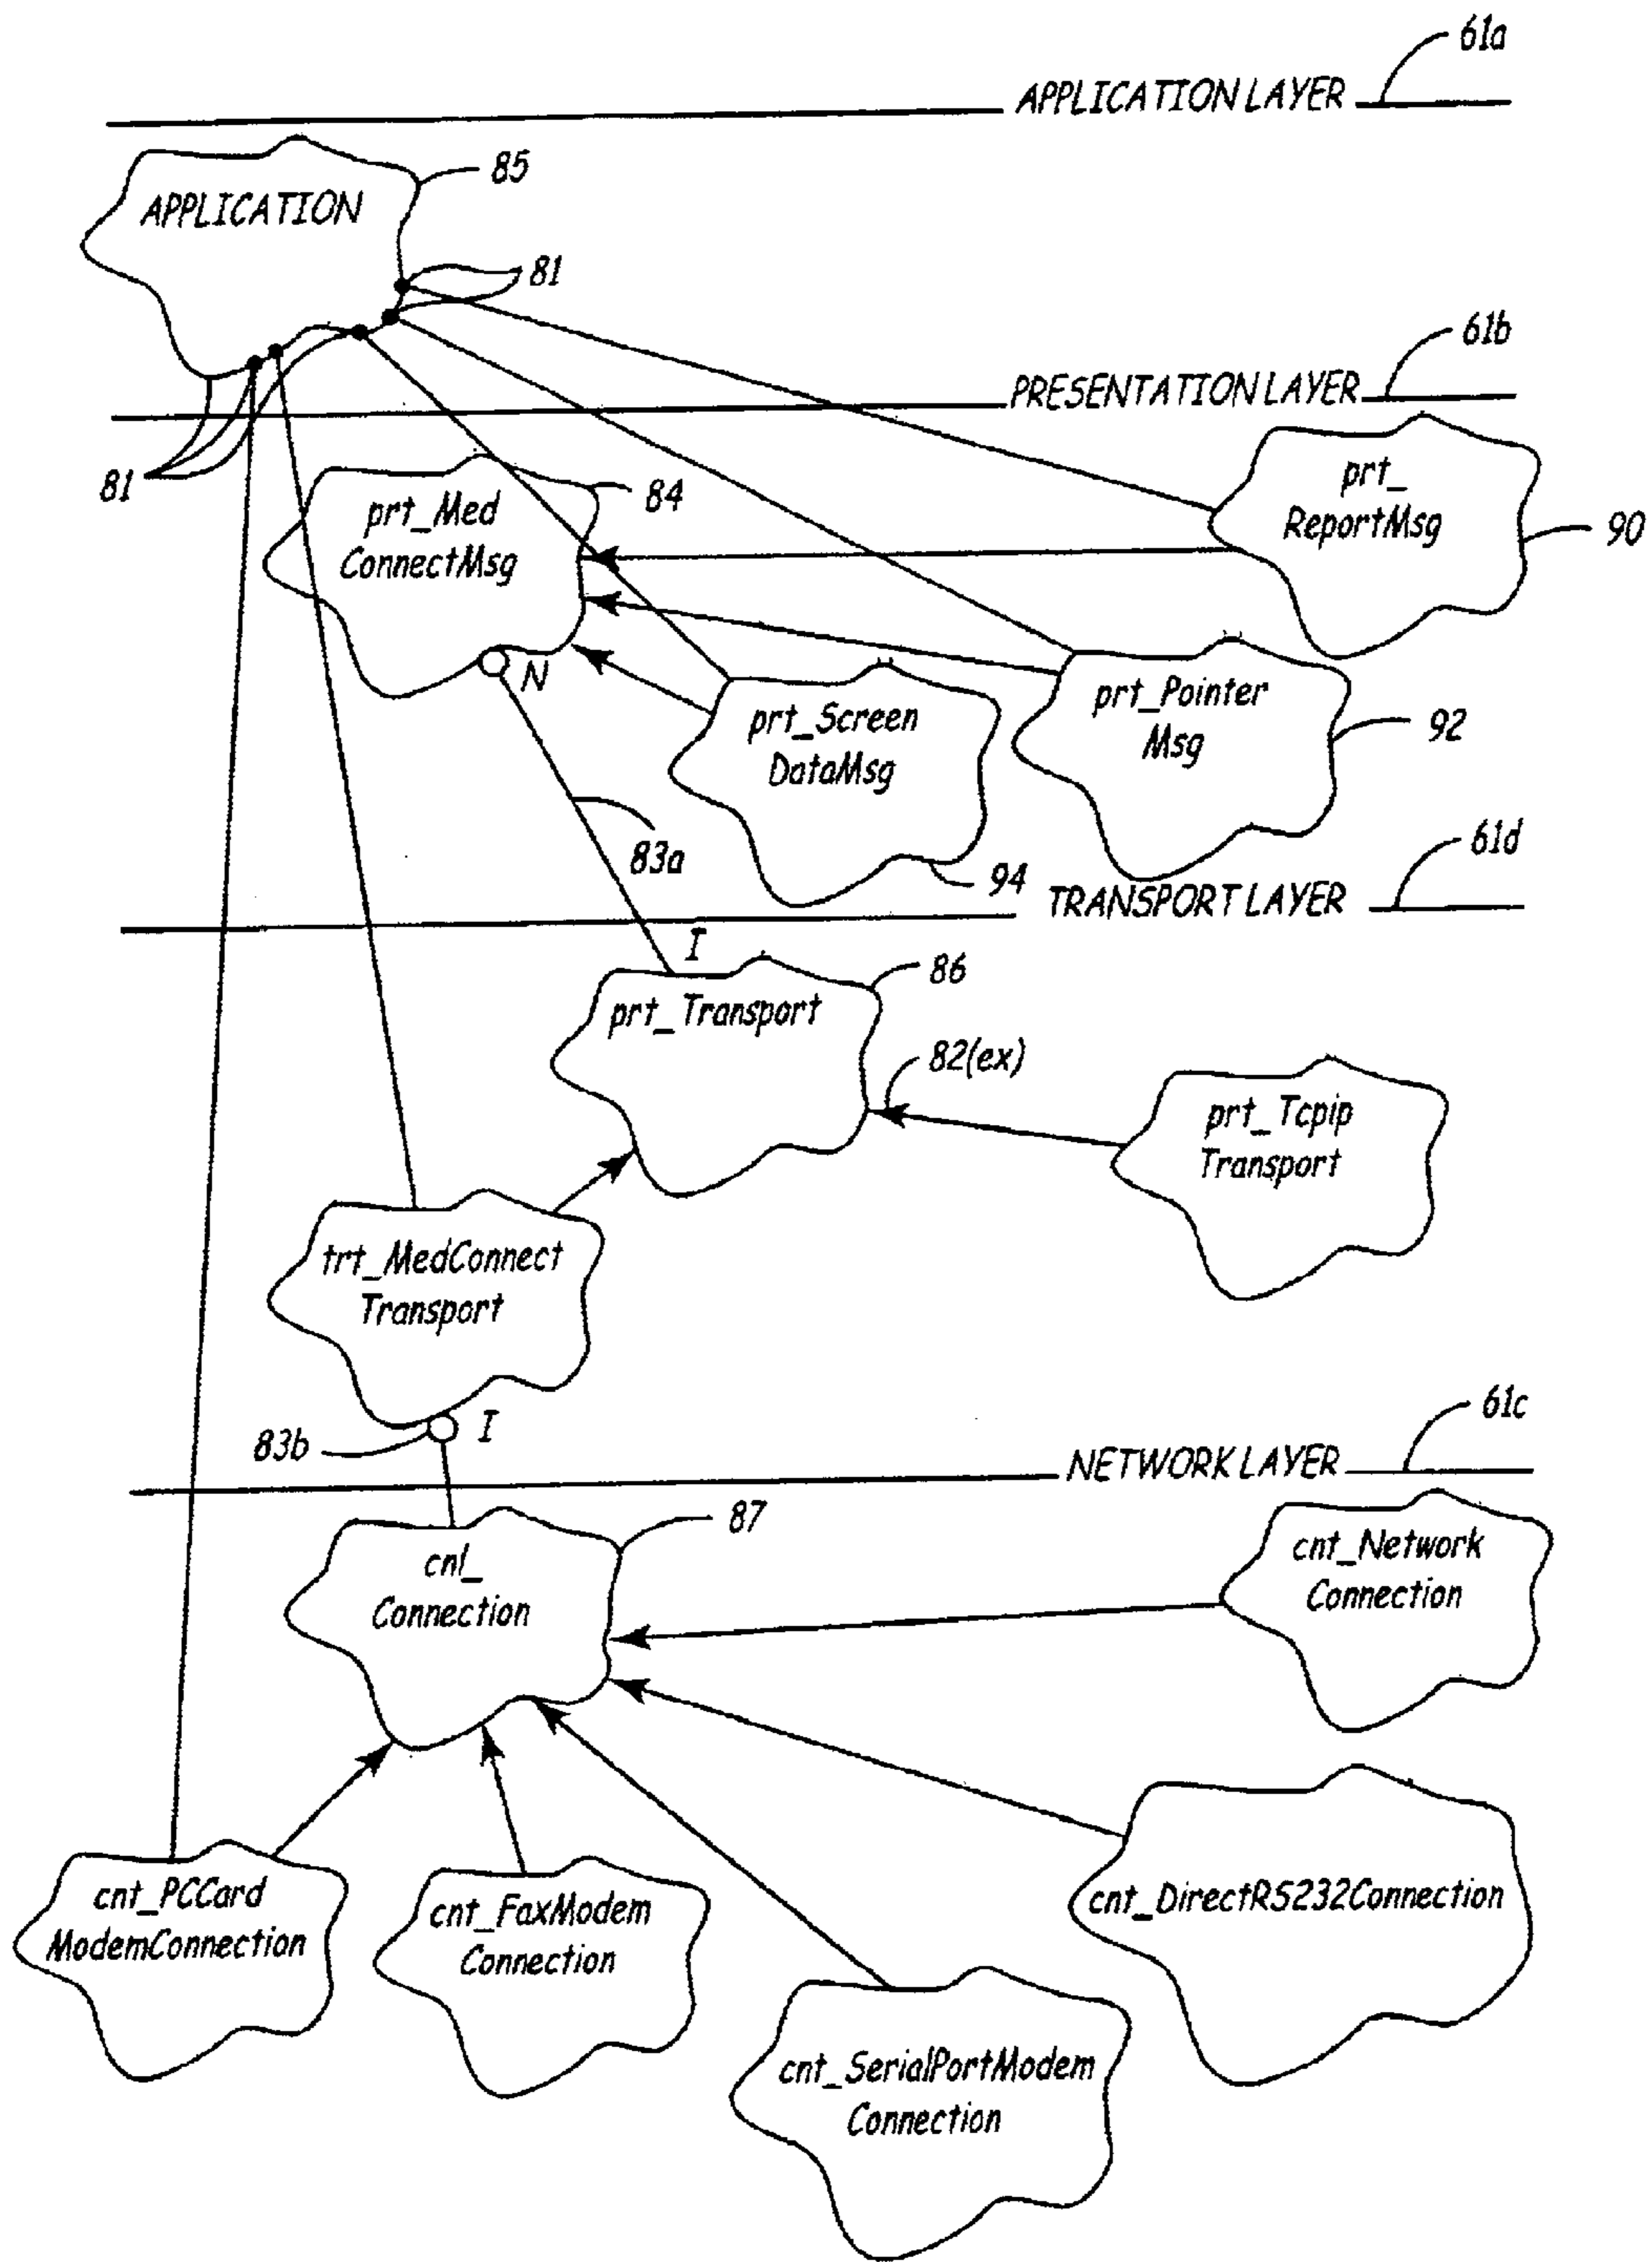 61a
APPLICATION LAYER
85
APPLICATION
81
61b
PRESENTATION LAYER
81
84
prt_Med
ConnectMsg
prt_
ReportMsg
90
N
prt_Screen
DataMsg
prt_Pointer
Msg
92
83a
94
61d
TRANSPORT LAYER
I
86
prt_Transport
82(ex)
prt_Tcpip
Transport
trt_MedConnect
Transport
83b
I
61c
NETWORK LAYER
87
cnl_
Connection
cnt_Network
Connection
cnt_PCCard
ModemConnection
cnt_FaxModem
Connection
cnt_DirectRS232Connection
cnt_SerialPortModem
Connection